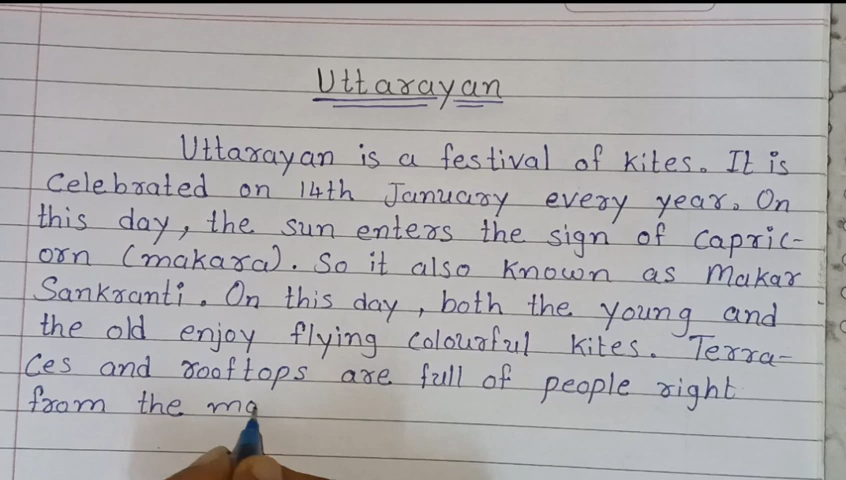 Uttarayan
Uttarayan is a festival of kites. It is
celebrated on 14th January every year. On
this day, the sun enters the sign of capric-
orn (makara). So it also known as Makar
Sankranti. On this day, both the young and
the old enjoy flying colourful kites. Terra-
ces and rooftops are full of people right
from the mo